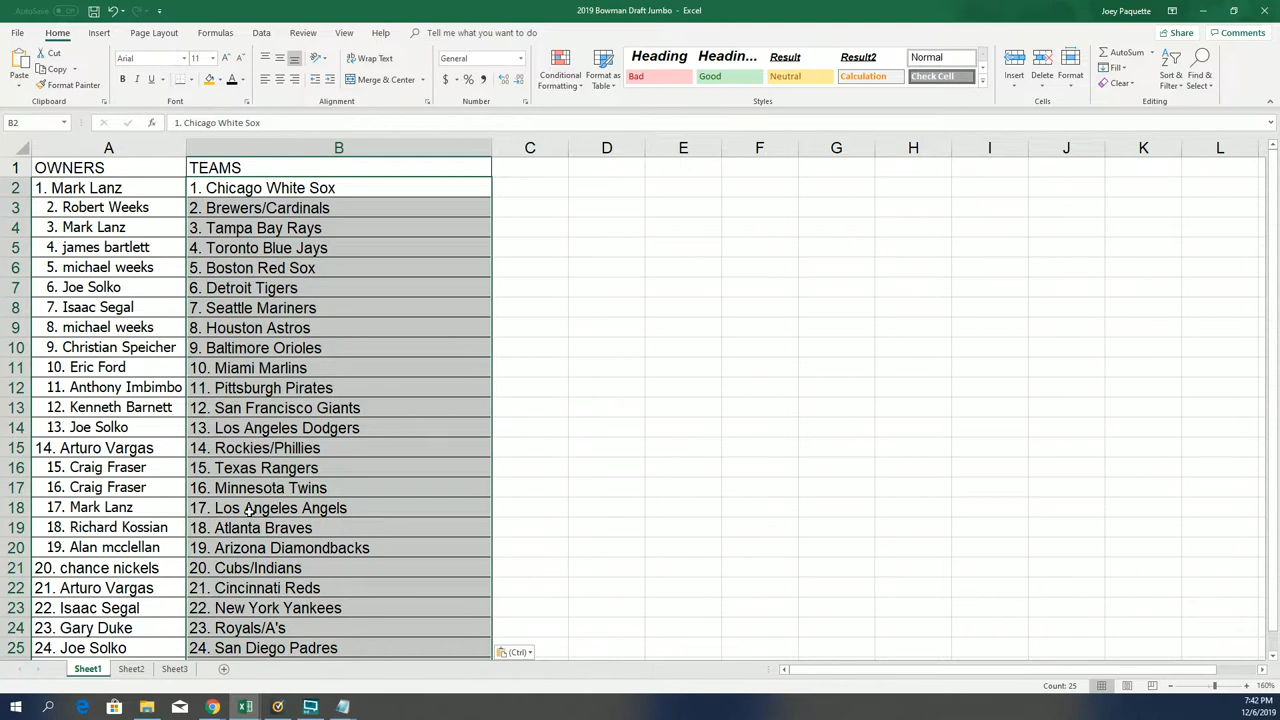 AutoSave Off 2019 Bowman Draft Jumbo - Excel Joey Paquette
File Home Insert Page Layout Formulas Data Review View Help Tell me what you want to do Share Comments
Paste Cut Copy Format Painter Clipboard
Arial 11 Font
Wrap Text Merge & Center Alignment
General Number
Conditional Formatting Format as Table
Heading Headin... Result Result2 Normal
Bad Good Neutral Calculation Check Cell
Styles
Insert Delete Format Cells
AutoSum Fill Clear Sort & Filter Find & Select Editing
B2 fx 1. Chicago White Sox
A B C D E F G H I J K L
1 OWNERS TEAMS
2 1. Mark Lanz 1. Chicago White Sox
3 2. Robert Weeks 2. Brewers/Cardinals
4 3. Mark Lanz 3. Tampa Bay Rays
5 4. james bartlett 4. Toronto Blue Jays
6 5. michael weeks 5. Boston Red Sox
7 6. Joe Solko 6. Detroit Tigers
8 7. Isaac Segal 7. Seattle Mariners
9 8. michael weeks 8. Houston Astros
10 9. Christian Speicher 9. Baltimore Orioles
11 10. Eric Ford 10. Miami Marlins
12 11. Anthony Imbimbo 11. Pittsburgh Pirates
13 12. Kenneth Barnett 12. San Francisco Giants
14 13. Joe Solko 13. Los Angeles Dodgers
15 14. Arturo Vargas 14. Rockies/Phillies
16 15. Craig Fraser 15. Texas Rangers
17 16. Craig Fraser 16. Minnesota Twins
18 17. Mark Lanz 17. Los Angeles Angels
19 18. Richard Kossian 18. Atlanta Braves
20 19. Alan mcclellan 19. Arizona Diamondbacks
21 20. chance nickels 20. Cubs/Indians
22 21. Arturo Vargas 21. Cincinnati Reds
23 22. Isaac Segal 22. New York Yankees
24 23. Gary Duke 23. Royals/A's
25 24. Joe Solko 24. San Diego Padres
(Ctrl)
Sheet1 Sheet2 Sheet3
Count: 25 160%
7:42 PM
12/6/2019